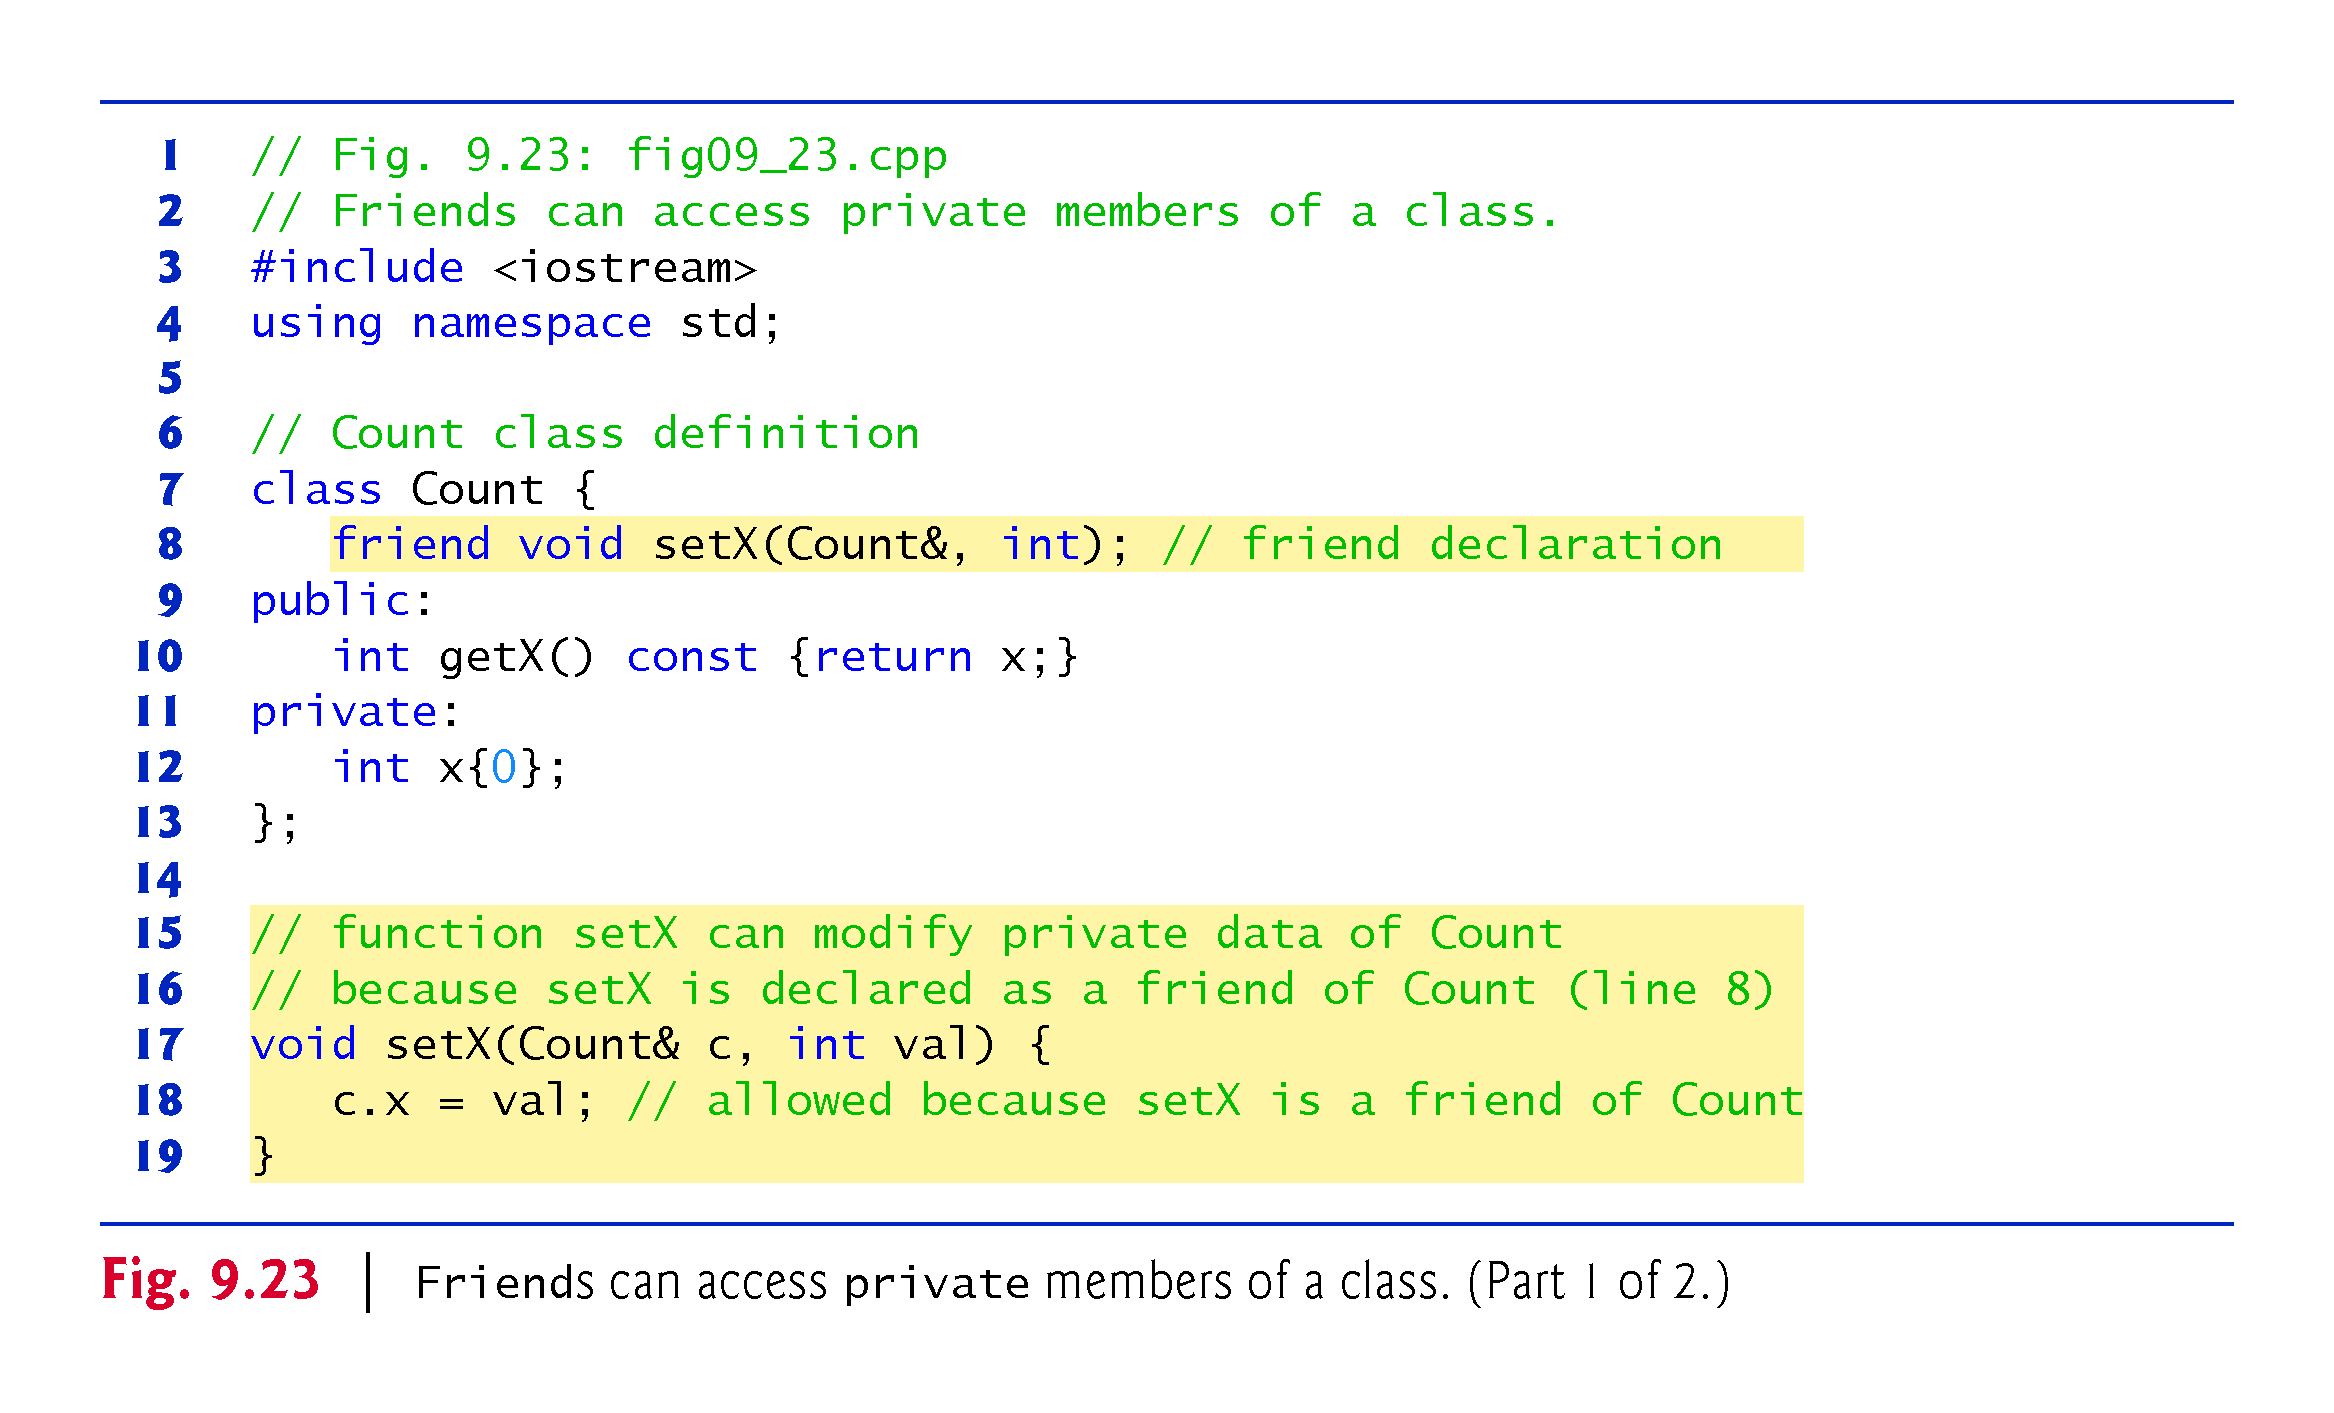 1 // Fig. 9.23: fig09_23.cpp
2 // Friends can access private members of a class.
3 #include <iostream>
4 using namespace std;
5
6 // Count class definition
7 class Count {
8    friend void setX(Count&, int); // friend declaration
9 public:
10    int getX() const {return x;}
11 private:
12    int x{0};
13 };
14
15 // function setX can modify private data of Count
16 // because setX is declared as a friend of Count (line 8)
17 void setX(Count& c, int val) {
18    c.x = val; // allowed because setX is a friend of Count
19 }
Fig. 9.23 | Friends can access private members of a class. (Part 1 of 2.)